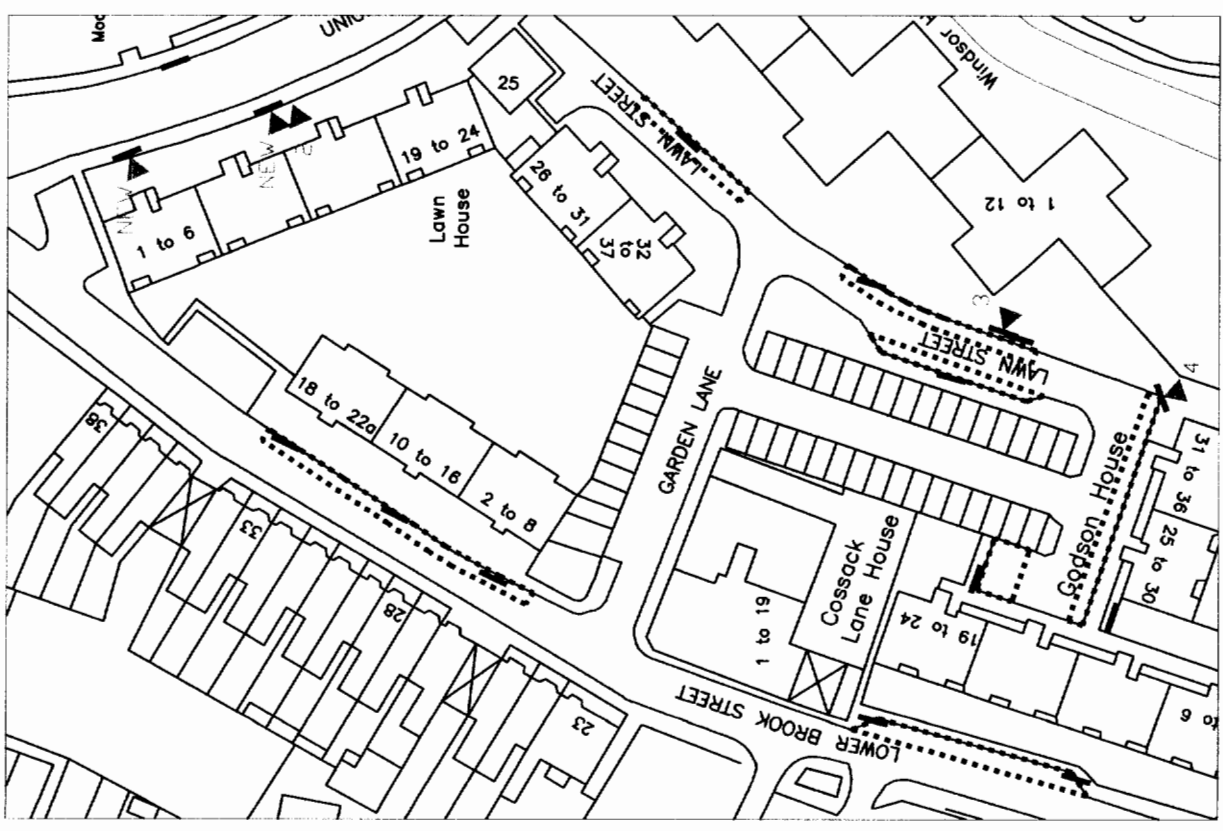 UNIO
25
LAWN STREET
Windsor H
NEW
NEW
2
19 to 24
1 to 6
Lawn
House
26 to 31
32
to
37
1 to 12
3
LAWN STREET
4
18 to 22a
10 to 16
2 to 8
GARDEN LANE
38
33
28
23
1 to 19
Cossack
Lane House
19 to 24
Godson House
31 to 36
25 to 30
LOWER BROOK STREET
to 6